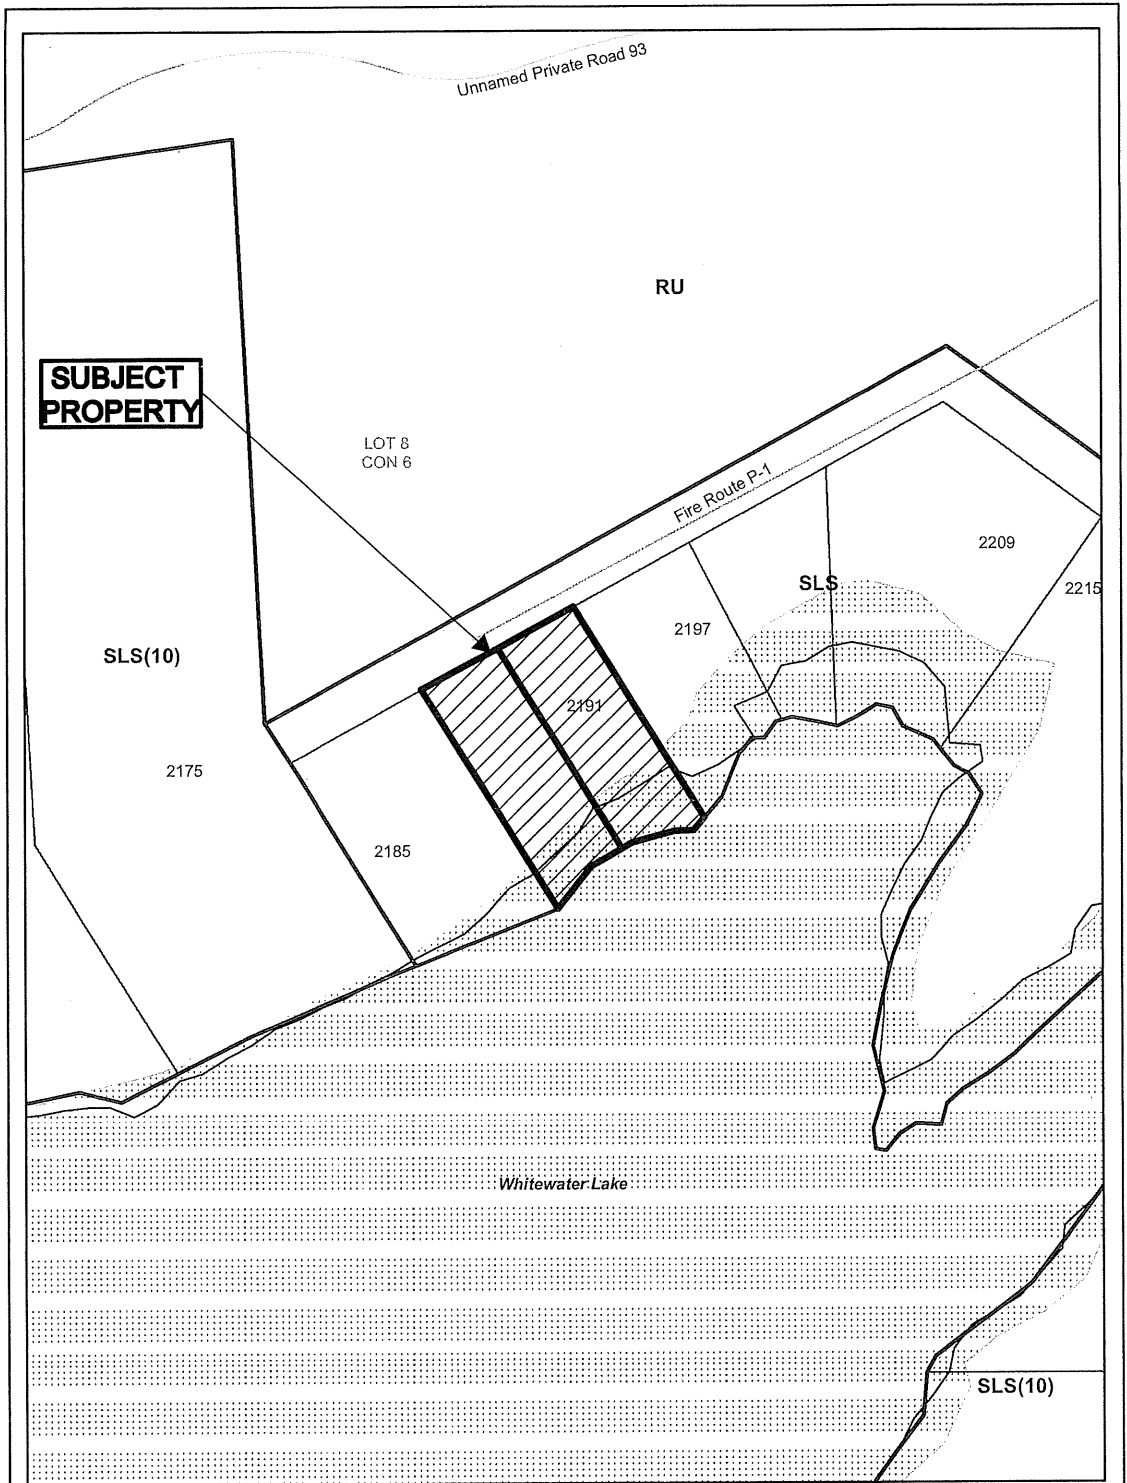 Unnamed Private Road 93
RU
SUBJECT
PROPERTY
LOT 8
CON 6
Fire Route P-1
2209
SLS
2215
2197
SLS(10)
2191
2175
2185
Whitewater Lake
SLS(10)